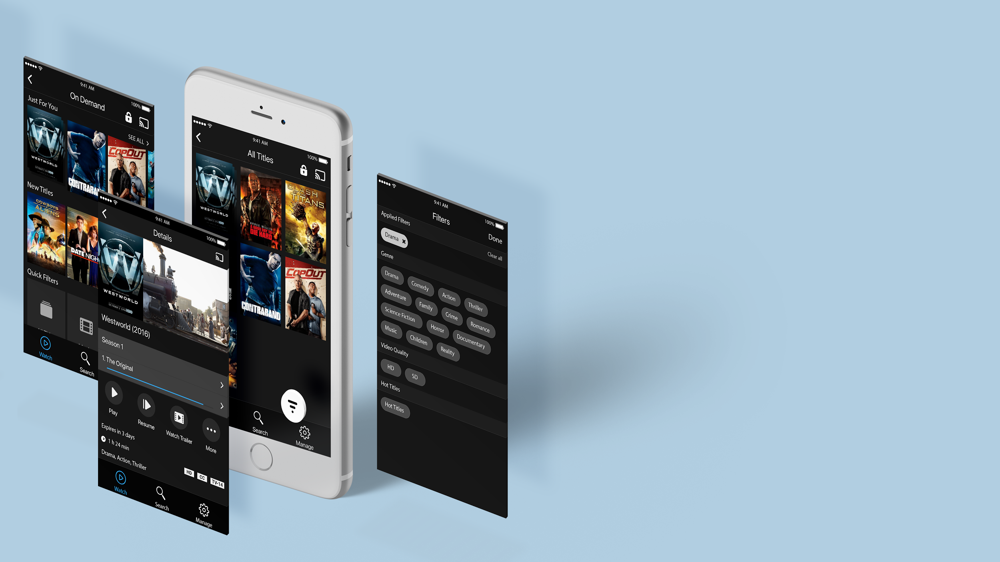 9:41 AM
100%
On Demand
Just For You
SEE ALL
WESTWORLD
HBO
CONTRABA
COPOUT
New Titles
COWBOYS
ALIENS
DATE NIGH
Quick Filters
Watch
Search
9:41 AM
100%
Details
WESTWORLD
OCTOBER 2 9PM HBO
Westworld (2016)
Season 1
1. The Original
Play
Resume
Watch Trailer
More
Expires in 3 days
1 h 24 min
Drama, Action, Thriller
HD
CC
TV-14
Watch
Search
Manage
9:41 AM
100%
All Titles
WESTWORLD
HBO
BRUCE WILLIS
A GOOD DAY TO
DIE HARD
CLASH
OF THE
TITANS
CONTRABAND
COPOUT
Search
Manage
9:41 AM
100%
Filters
Done
Applied Filters
Drama
Clear all
Genre
Drama
Comedy
Action
Thriller
Adventure
Family
Crime
Romance
Science Fiction
Horror
Documentary
Music
Children
Reality
Video Quality
HD
SD
Hot Titles
Hot Titles